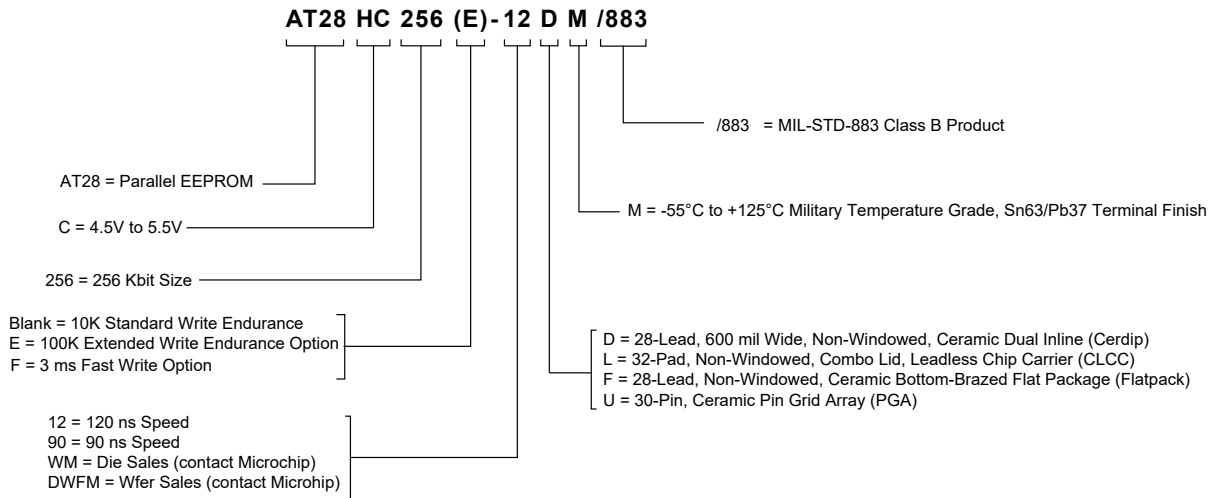 AT28 HC 256 (E)-12 D M /883
/883 = MIL-STD-883 Class B Product
AT28 = Parallel EEPROM
M = -55°C to +125°C Military Temperature Grade, Sn63/Pb37 Terminal Finish
C = 4.5V to 5.5V
256 = 256 Kbit Size
Blank = 10K Standard Write Endurance
E = 100K Extended Write Endurance Option
F = 3 ms Fast Write Option
D = 28-Lead, 600 mil Wide, Non-Windowed, Ceramic Dual Inline (Cerdip)
L = 32-Pad, Non-Windowed, Combo Lid, Leadless Chip Carrier (CLCC)
F = 28-Lead, Non-Windowed, Ceramic Bottom-Brazed Flat Package (Flatpack)
U = 30-Pin, Ceramic Pin Grid Array (PGA)
12 = 120 ns Speed
90 = 90 ns Speed
WM = Die Sales (contact Microchip)
DWFM = Wfer Sales (contact Microhip)